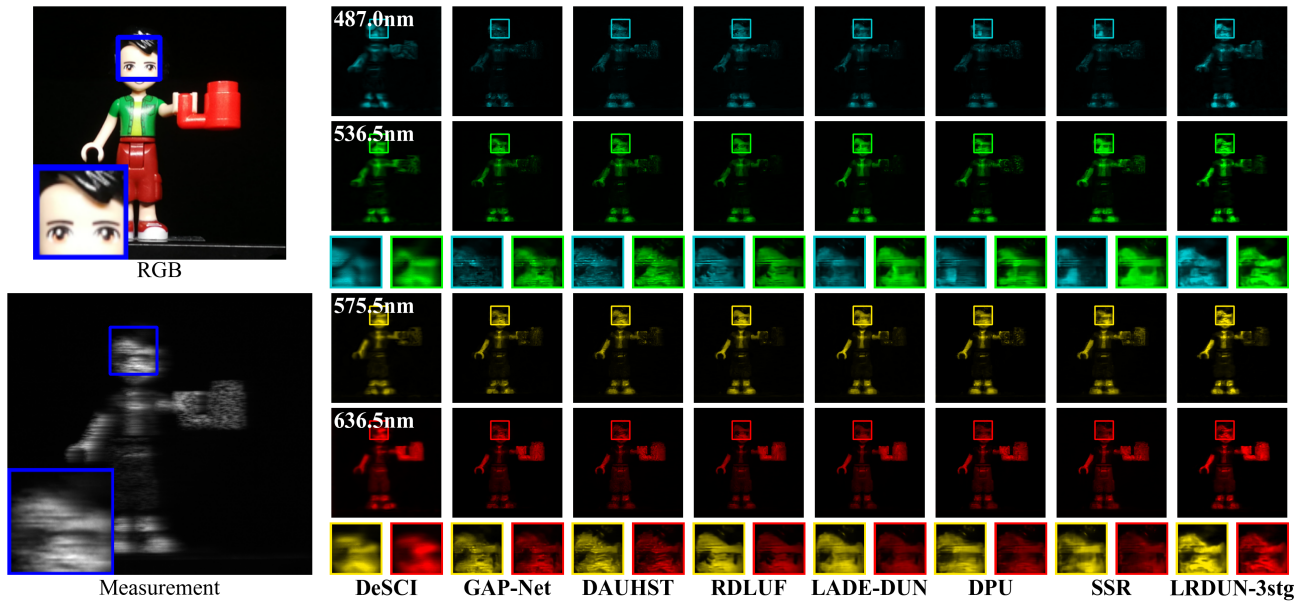 RGB
Measurement
487.0nm
536.5nm
575.5nm
636.5nm
DeSCI GAP-Net DAUHST RDLUF LADE-DUN DPU SSR LRDUN-3stg